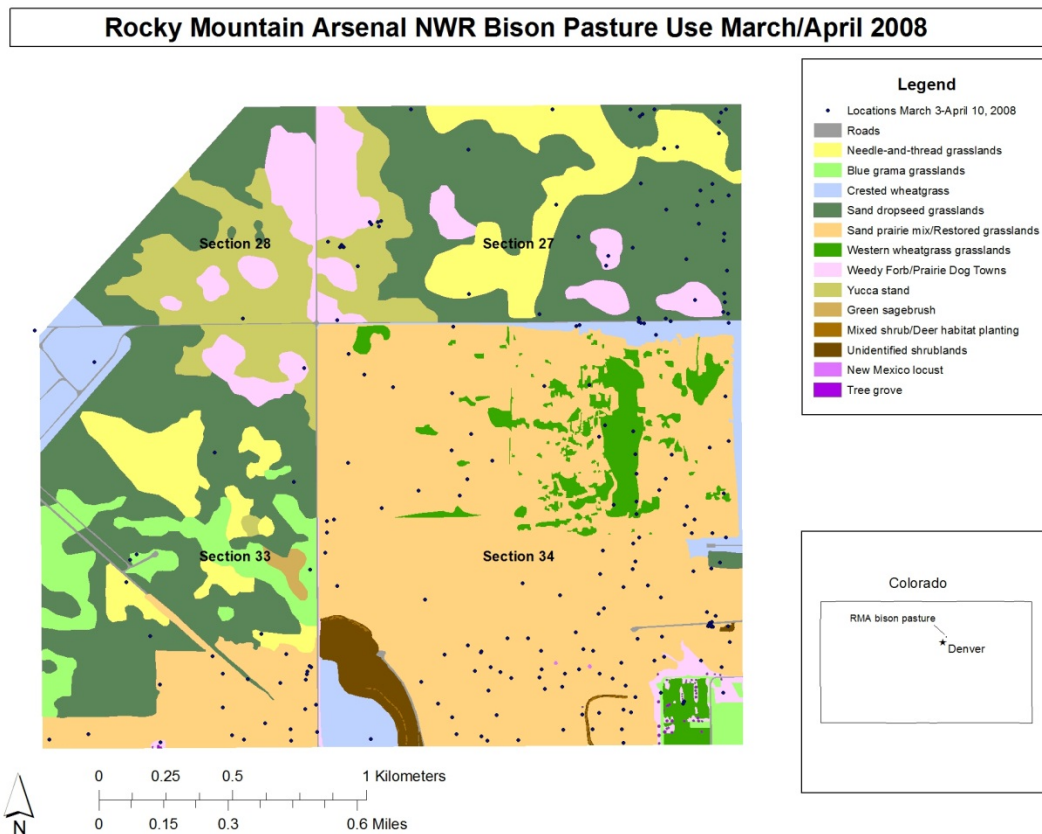 Rocky Mountain Arsenal NWR Bison Pasture Use March/April 2008
Legend
Locations March 3-April 10, 2008
Roads
Needle-and-thread grasslands
Blue grama grasslands
Crested wheatgrass
Sand dropseed grasslands
Sand prairie mix/Restored grasslands
Western wheatgrass grasslands
Weedy Forb/Prairie Dog Towns
Yucca stand
Green sagebrush
Mixed shrub/Deer habitat planting
Unidentified shrublands
New Mexico locust
Tree grove
Section 28
Section 27
Section 33
Section 34
Colorado
RMA bison pasture
Denver
N
0 0.25 0.5 1 Kilometers
0 0.15 0.3 0.6 Miles